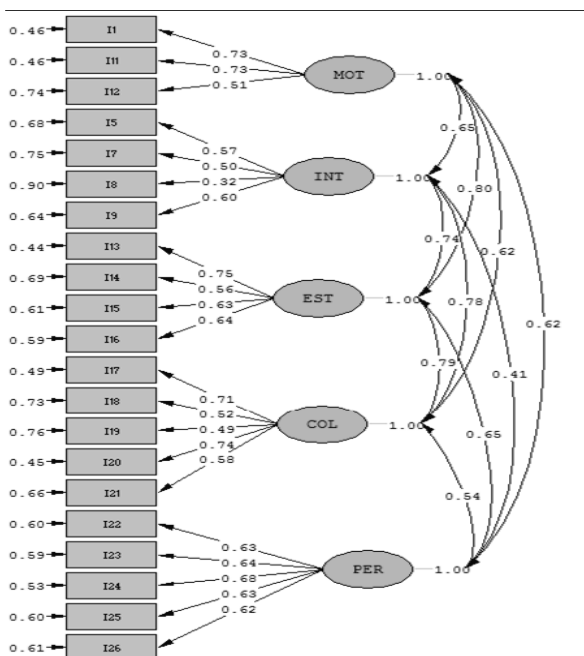 0.46 I1
0.73
0.46 I11 0.73 MOT 1.00
0.51
0.74 I12
0.68 I5
0.57 0.65
0.75 I7 0.50
0.90 I8 0.32 INT 1.00 0.80
0.60
0.64 I9
0.44 I13 0.74 0.62
0.75
0.69 I14 0.56
0.61 I15 0.63 EST 1.00 0.78
0.64 0.62
0.59 I16
0.49 I17 0.79 0.41
0.71
0.73 I18 0.52
0.76 I19 0.49 COL 1.00
0.74 0.65
0.45 I20
0.58
0.66 I21
0.54
0.60 I22
0.63
0.59 I23 0.64
0.53 I24 0.68 PER 1.00
0.63
0.60 I25
0.62
0.61 I26